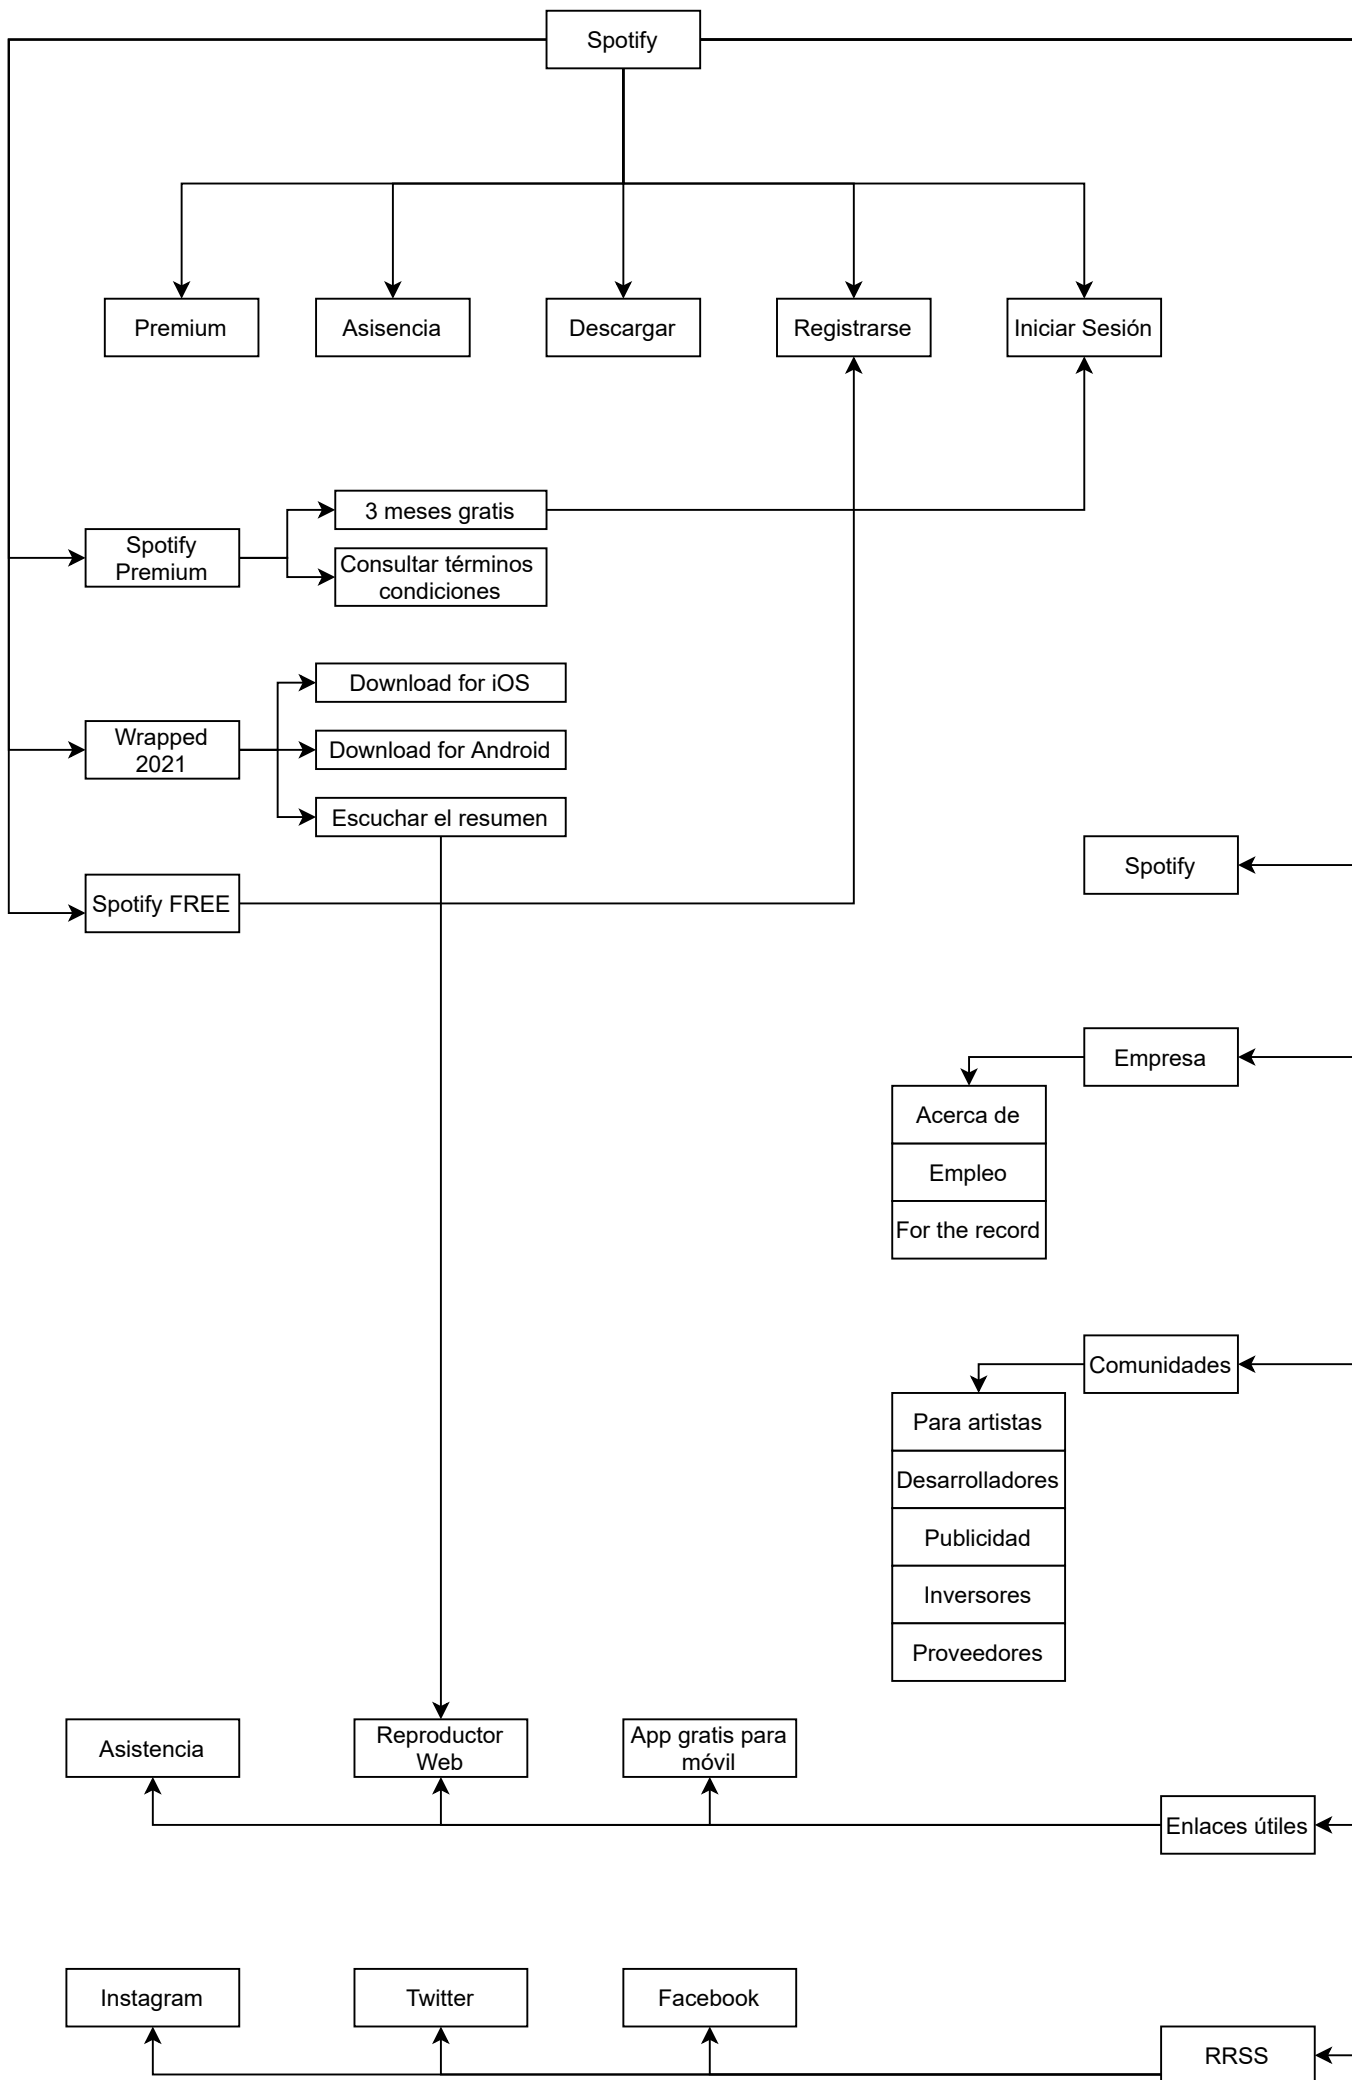 Spotify
Premium
Asisencia
Descargar
Registrarse
Iniciar Sesión
3 meses gratis
Spotify
Premium
Consultar términos
condiciones
Download for iOS
Wrapped
2021
Download for Android
Escuchar el resumen
Spotify
Spotify FREE
Empresa
Acerca de
Empleo
For the record
Comunidades
Para artistas
Desarrolladores
Publicidad
Inversores
Proveedores
Asistencia
Reproductor
Web
App gratis para
móvil
Enlaces útiles
Instagram
Twitter
Facebook
RRSS